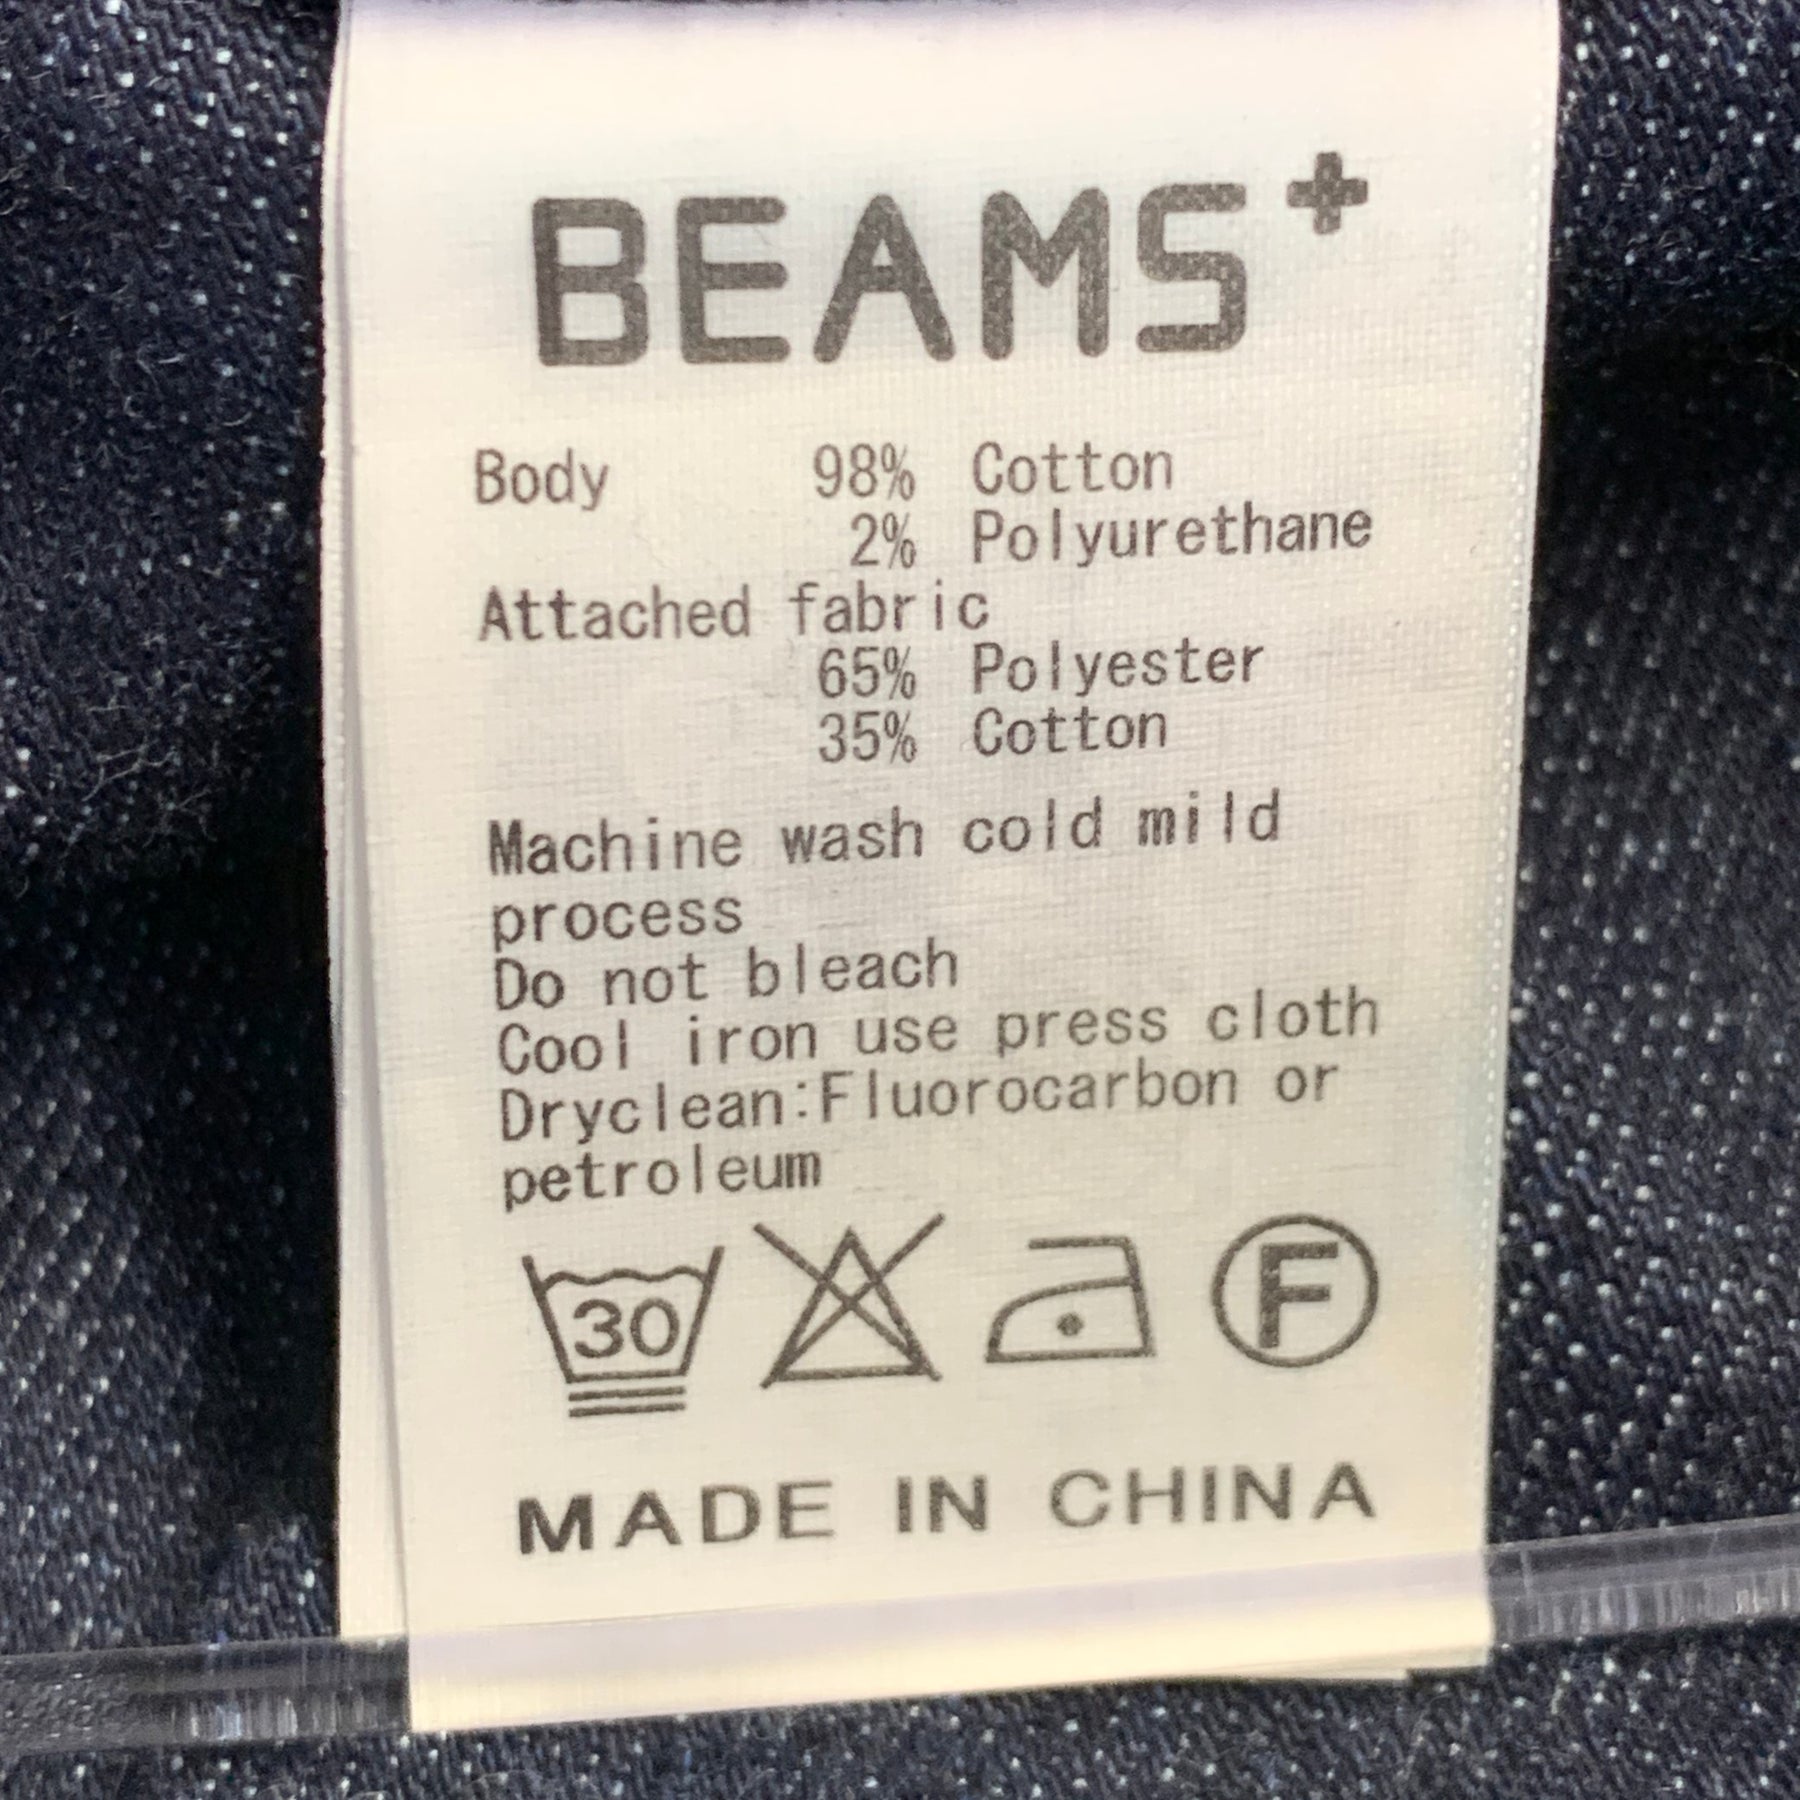 BEAMS+
Body 98% Cotton
2% Polyurethane
Attached fabric
65% Polyester
35% Cotton
Machine wash cold mild
process
Do not bleach
Cool iron use press cloth
Dryclean:Fluorocarbon or
petroleum
30 F
MADE IN CHINA